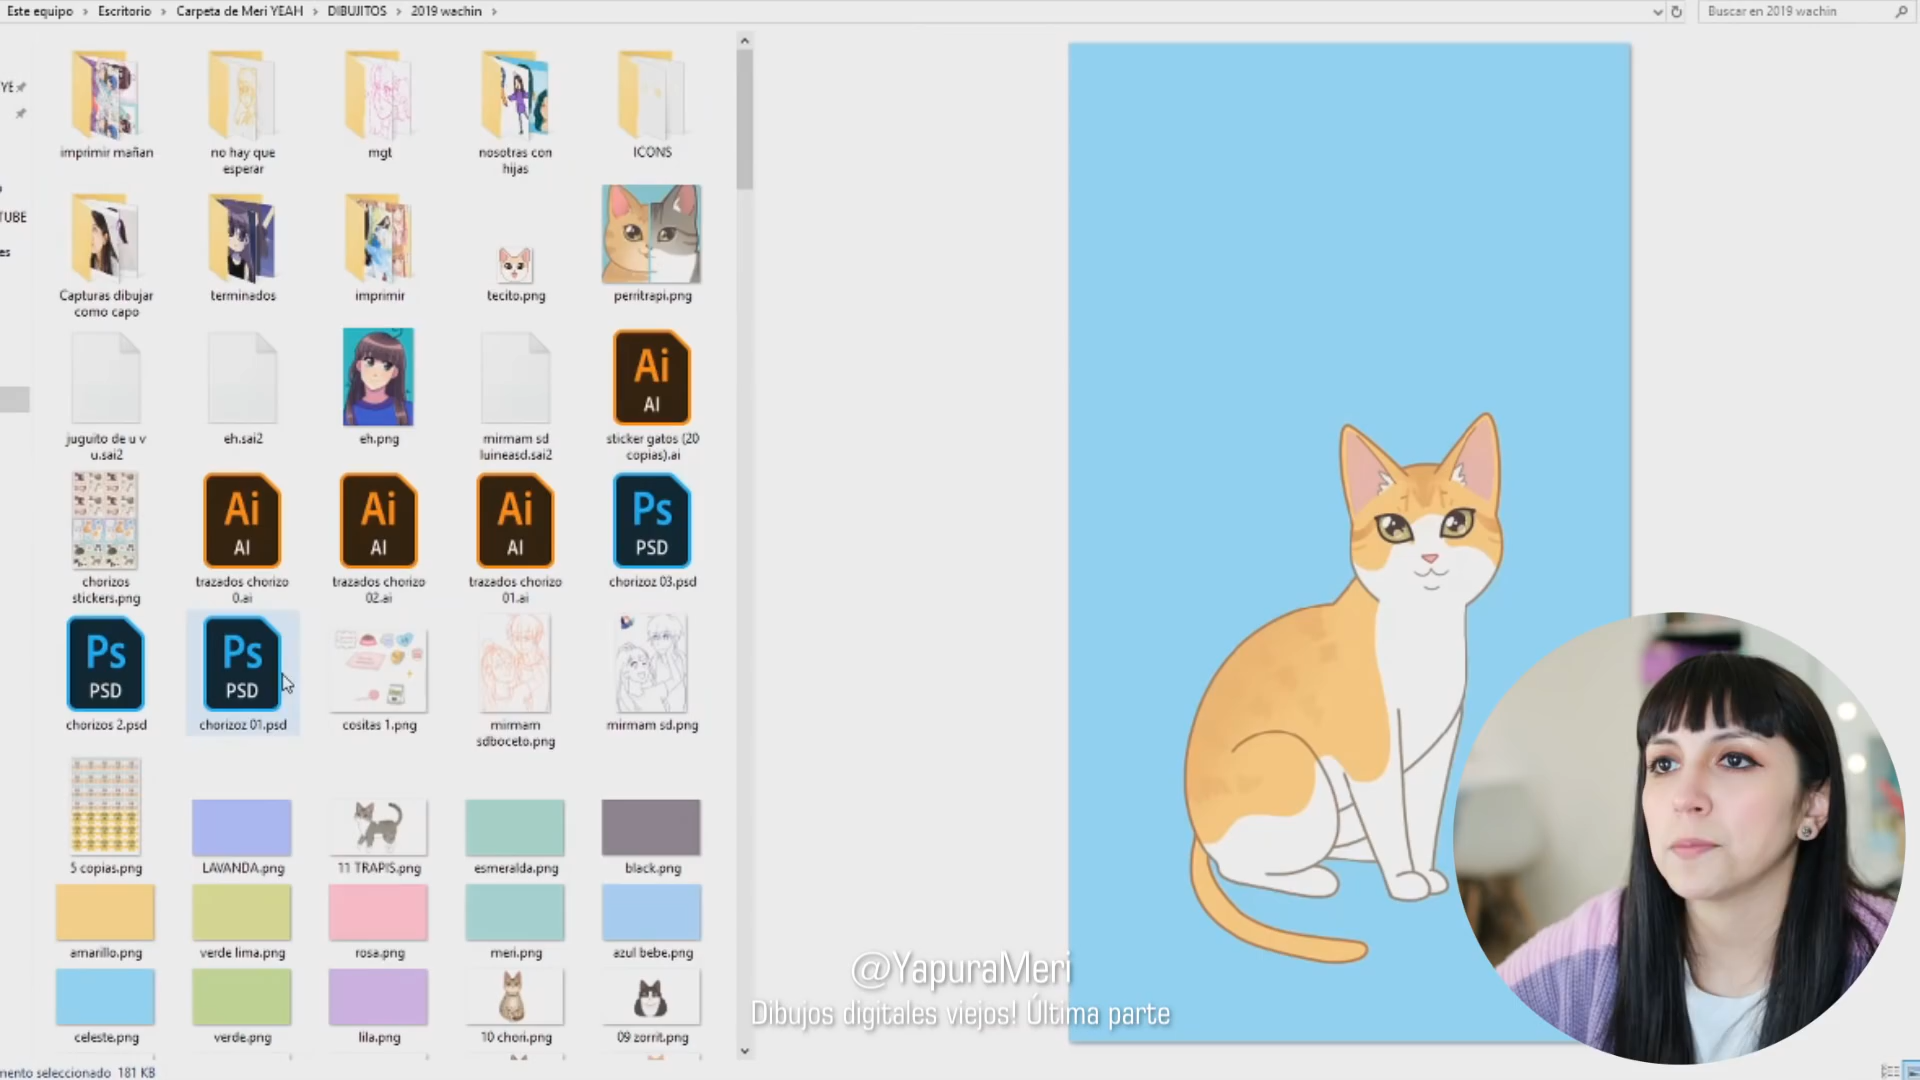 Este equipo > Escritorio > Carpeta de Meri YEAH > DIBUJITOS > 2019 wachin >
Buscar en 2019 wachin
YE
TUBE
es
imprimir mañan
no hay que esperar
mgt
nosotras con hijas
ICONS
Capturas dibujar como capo
terminados
imprimir
tecito.png
perritrapi.png
juguito de u v u.sai2
eh.sai2
eh.png
mirmam sd luineasd.sai2
Ai
AI
sticker gatos (20 copias).ai
chorizos stickers.png
Ai
AI
trazados chorizo 0.ai
Ai
AI
trazados chorizo 02.ai
Ai
AI
trazados chorizo 01.ai
Ps
PSD
chorizoz 03.psd
Ps
PSD
chorizos 2.psd
Ps
PSD
chorizoz 01.psd
cositas 1.png
mirmam sdboceto.png
mirmam sd.png
5 copias.png
LAVANDA.png
11 TRAPIS.png
esmeralda.png
black.png
amarillo.png
verde lima.png
rosa.png
meri.png
azul bebe.png
celeste.png
verde.png
lila.png
10 chori.png
09 zorrit.png
@YapuraMeri
Dibujos digitales viejos! Última parte
mento seleccionado 181 KB